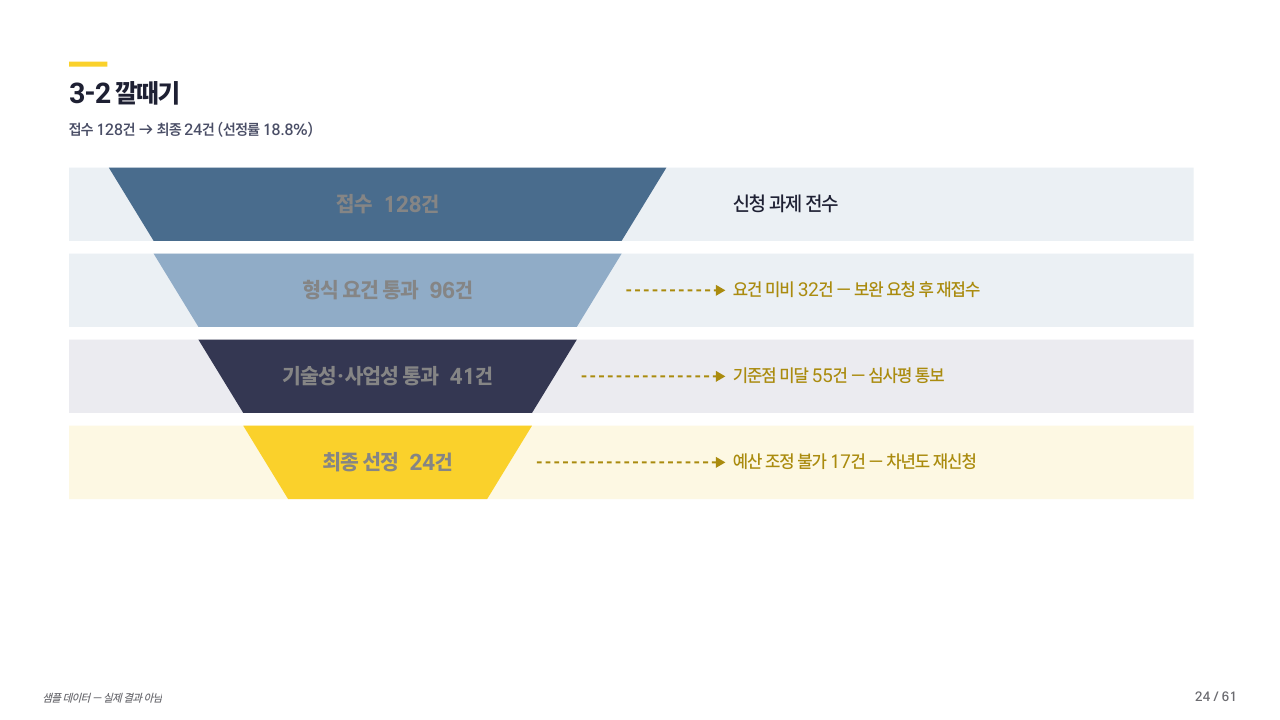 3-2 깔때기
접수 128건 → 최종 24건 (선정률 18.8%)
접수 128건
신청 과제 전수
형식 요건 통과 96건
요건 미비 32건 — 보완 요청 후 재접수
기술성·사업성 통과 41건
기준점 미달 55건 — 심사평 통보
최종 선정 24건
예산 조정 불가 17건 — 차년도 재신청
샘플 데이터 — 실제 결과 아님
24 / 61